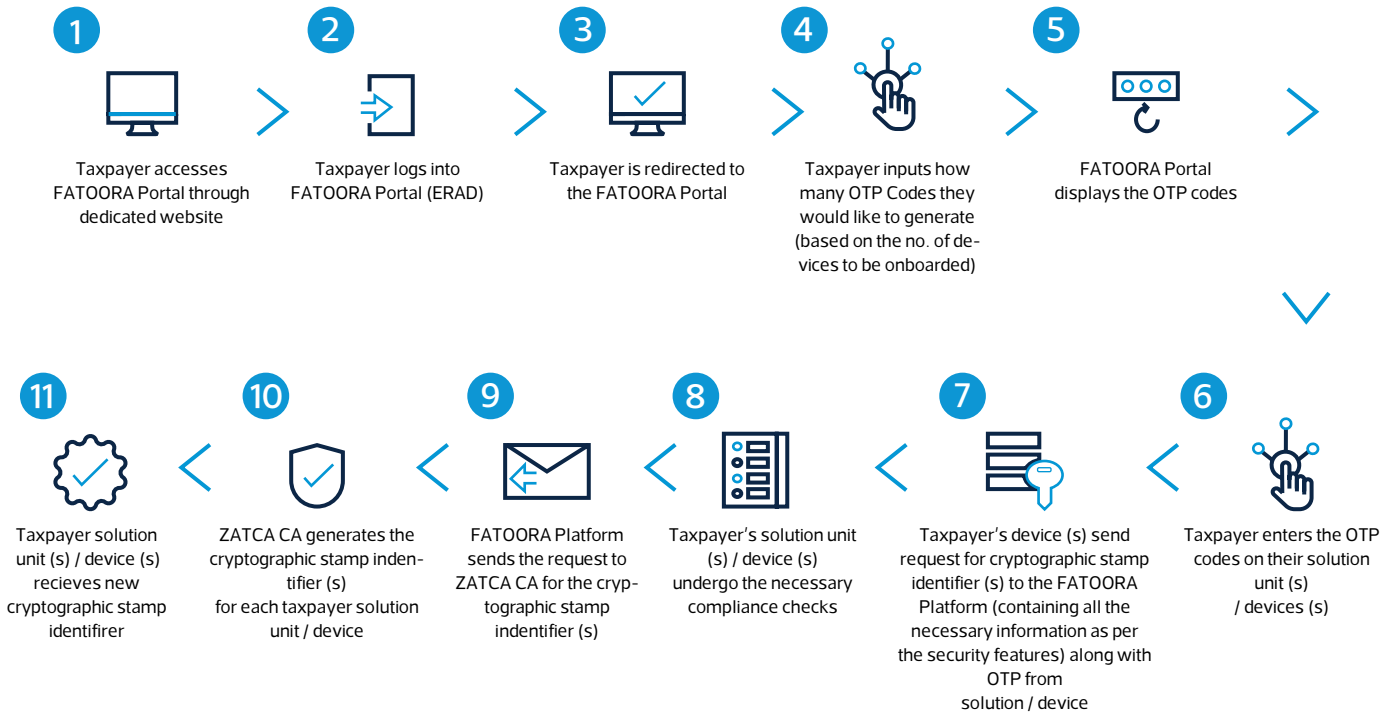 1
Taxpayer accesses
FATOORA Portal through
dedicated website
2
Taxpayer logs into
FATOORA Portal (ERAD)
3
Taxpayer is redirected to
the FATOORA Portal
4
Taxpayer inputs how
many OTP Codes they
would like to generate
(based on the no. of de-
vices to be onboarded)
5
FATOORA Portal
displays the OTP codes
6
Taxpayer enters the OTP
codes on their solution
unit (s)
/ devices (s)
7
Taxpayer's device (s) send
request for cryptographic stamp
identifier (s) to the FATOORA
Platform (containing all the
necessary information as per
the security features) along with
OTP from
solution / device
8
Taxpayer's solution unit
(s) / device (s)
undergo the necessary
compliance checks
9
FATOORA Platform
sends the request to
ZATCA CA for the cryp-
tographic stamp
indentifier (s)
10
ZATCA CA generates the
cryptographic stamp inden-
tifier (s)
for each taxpayer solution
unit / device
11
Taxpayer solution
unit (s) / device (s)
recieves new
cryptographic stamp
identifirer